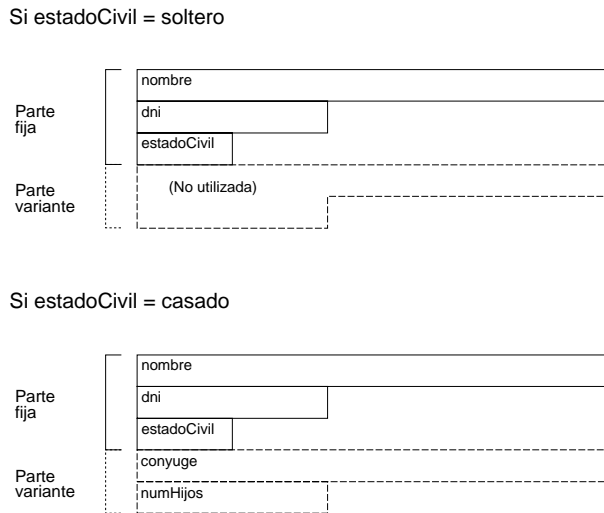 Si estadoCivil = soltero
nombre
Parte
fija
dni
estadoCivil
Parte
variante
(No utilizada)
Si estadoCivil = casado
nombre
Parte
fija
dni
estadoCivil
conyuge
Parte
variante
numHijos